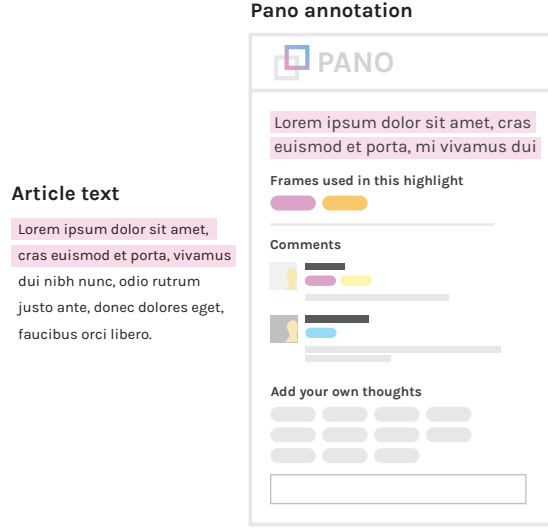 Pano annotation
PANO
Lorem ipsum dolor sit amet, cras
euismod et porta, mi vivamus dui
Frames used in this highlight
Comments
Add your own thoughts
Article text
Lorem ipsum dolor sit amet,
cras euismod et porta, vivamus
dui nibh nunc, odio rutrum
justo ante, donec dolores eget,
faucibus orci libero.